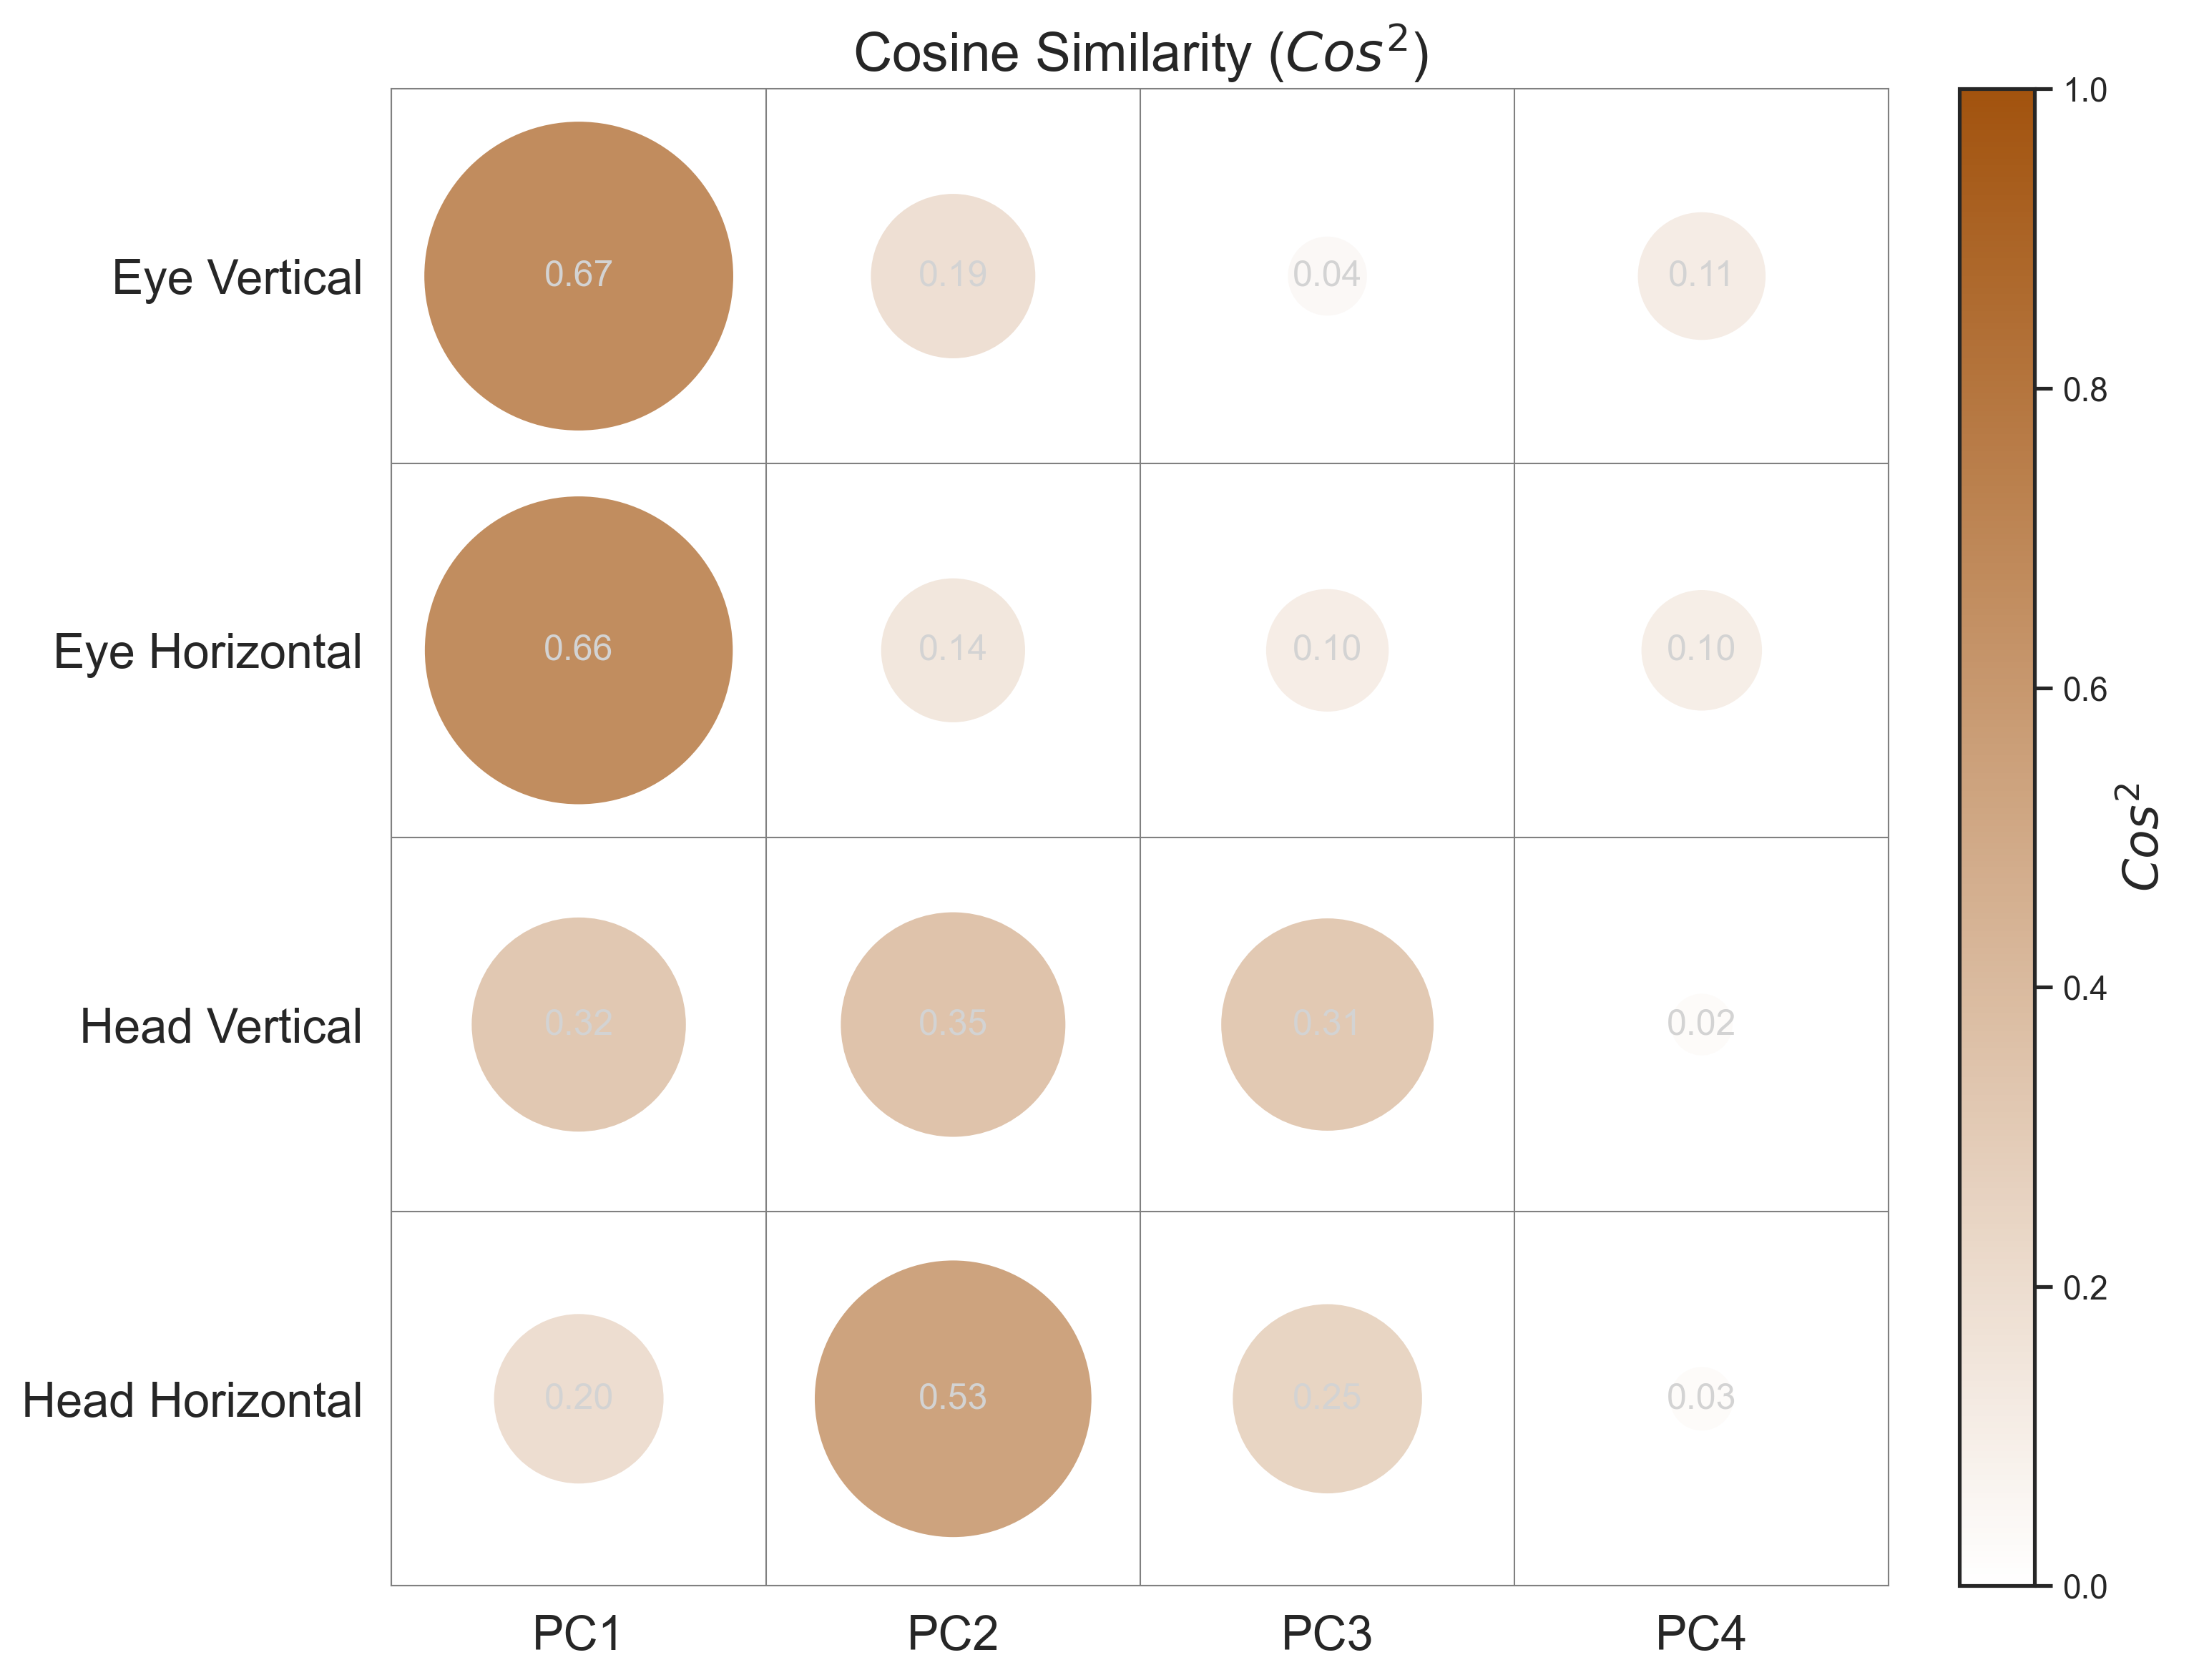 Cosine Similarity (Cos²)
Eye Vertical 0.67 0.19 0.04 0.11
Eye Horizontal 0.66 0.14 0.10 0.10
Head Vertical 0.32 0.35 0.31 0.02
Head Horizontal 0.20 0.53 0.25 0.03
PC1 PC2 PC3 PC4
1.0
0.8
0.6
0.4
0.2
0.0
Cos²